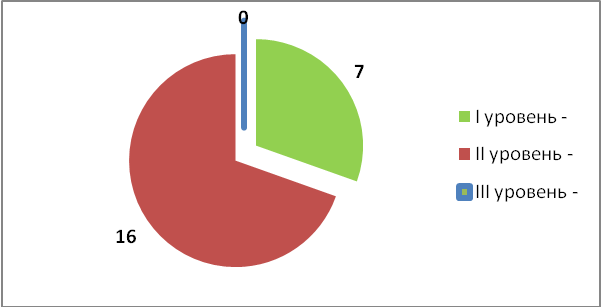 0
7
16
I уровень -
II уровень -
III уровень -